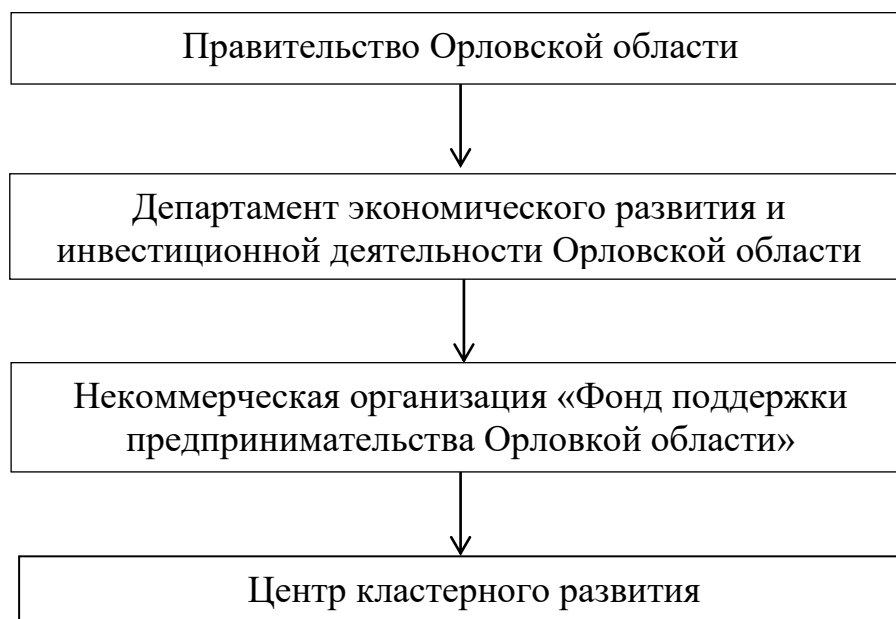 Правительство Орловской области
Департамент экономического развития и
инвестиционной деятельности Орловской области
Некоммерческая организация «Фонд поддержки
предпринимательства Орловкой области»
Центр кластерного развития